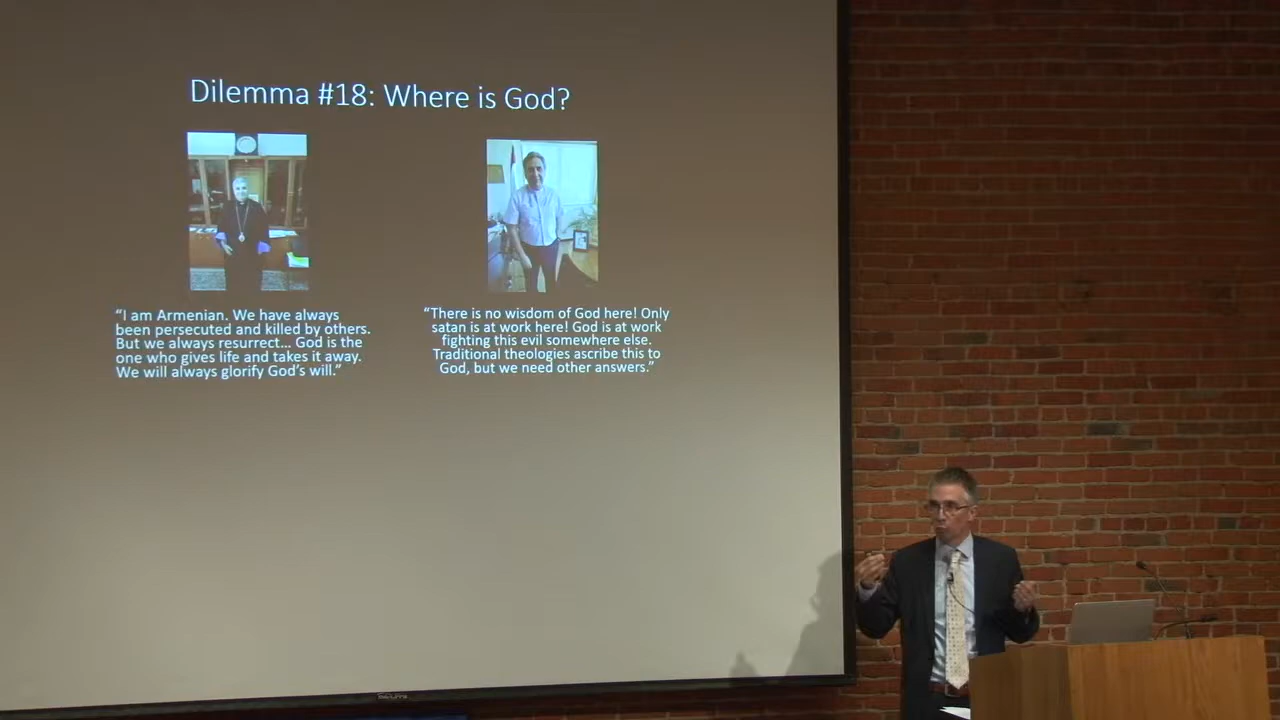 Dilemma #18: Where is God?
“I am Armenian. We have always
been persecuted and killed by others.
But we always resurrect... God is the
one who gives life and takes it away.
We will always glorify God’s will.”
“There is no wisdom of God here! Only
satan is at work here! God is at work
fighting this evil somewhere else.
Traditional theologies ascribe this to
God, but we need other answers.”